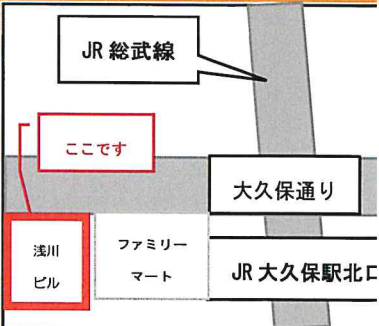 JR 総武線
ここです
大久保通り
浅川
ビル
ファミリー
マート
JR 大久保駅北口